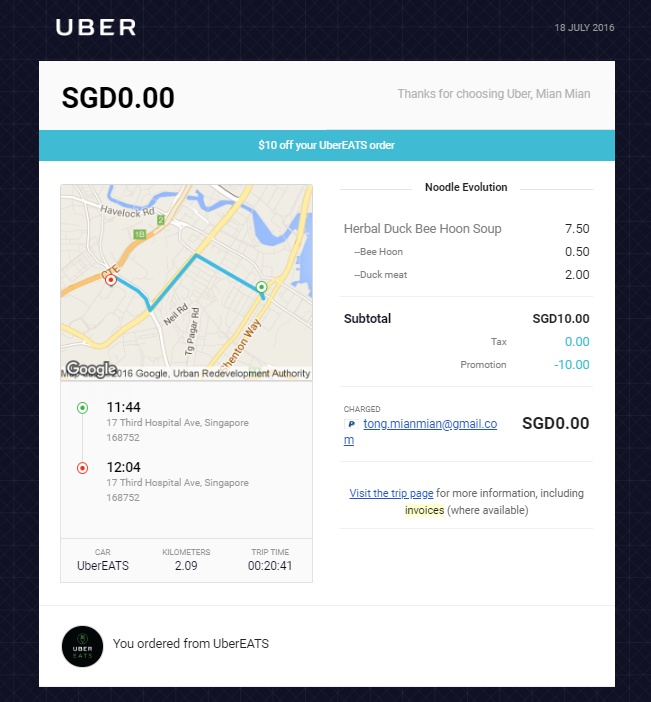 UBER
18 JULY 2016
SGD0.00
Thanks for choosing Uber, Mian Mian
$10 off your UberEATS order
Havelock Rd
2
1B
CTE
Neil Rd
Tg Pagar Rd
Shenton Way
Google
2016 Google, Urban Redevelopment Authority
11:44
17 Third Hospital Ave, Singapore
168752
12:04
17 Third Hospital Ave, Singapore
168752
CAR KILOMETERS TRIP TIME
UberEATS 2.09 00:20:41
Noodle Evolution
Herbal Duck Bee Hoon Soup 7.50
--Bee Hoon 0.50
--Duck meat 2.00
Subtotal SGD10.00
Tax 0.00
Promotion -10.00
CHARGED
P tong.mianmian@gmail.co SGD0.00
m
Visit the trip page for more information, including
invoices (where available)
UBER
EATS
You ordered from UberEATS